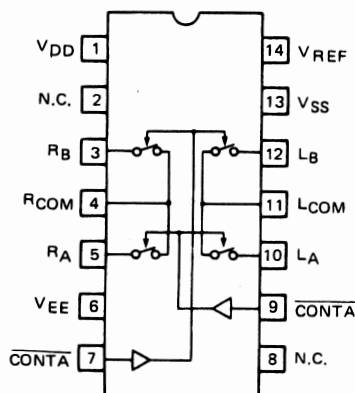 VDD 1 14 VREF
N.C. 2 13 VSS
RB 3 12 LB
RCOM 4 11 LCOM
RA 5 10 LA
VEE 6 9 CONTA
CONTA 7 8 N.C.